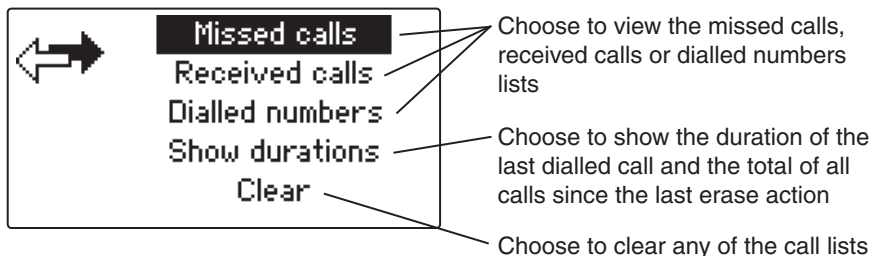 Missed calls
Received calls
Dialled numbers
Show durations
Clear
Choose to view the missed calls,
received calls or dialled numbers
lists
Choose to show the duration of the
last dialled call and the total of all
calls since the last erase action
Choose to clear any of the call lists